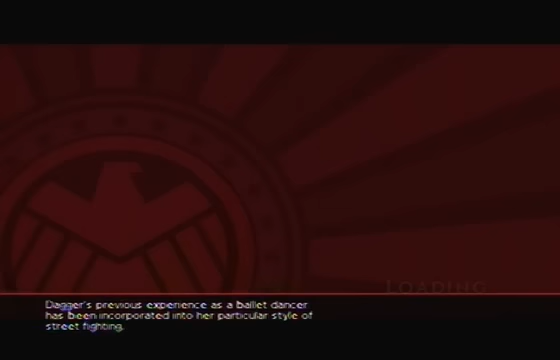 LOADING
Dagger's previous experience as a ballet dancer
has been incorporated into her particular style of
street fighting.